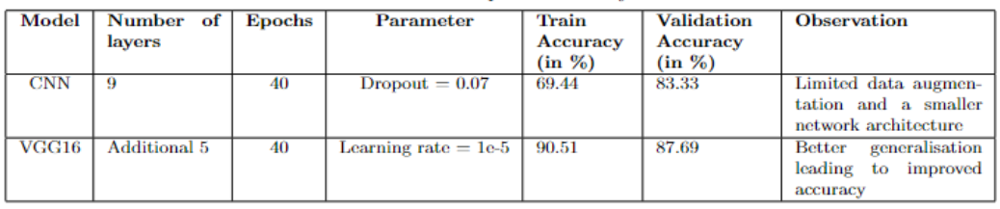 Model Number of layers Epochs Parameter Train Accuracy (in %) Validation Accuracy (in %) Observation
CNN 9 40 Dropout = 0.07 69.44 83.33 Limited data augmen-
tation and a smaller
network architecture
VGG16 Additional 5 40 Learning rate = 1e-5 90.51 87.69 Better generalisation
leading to improved
accuracy